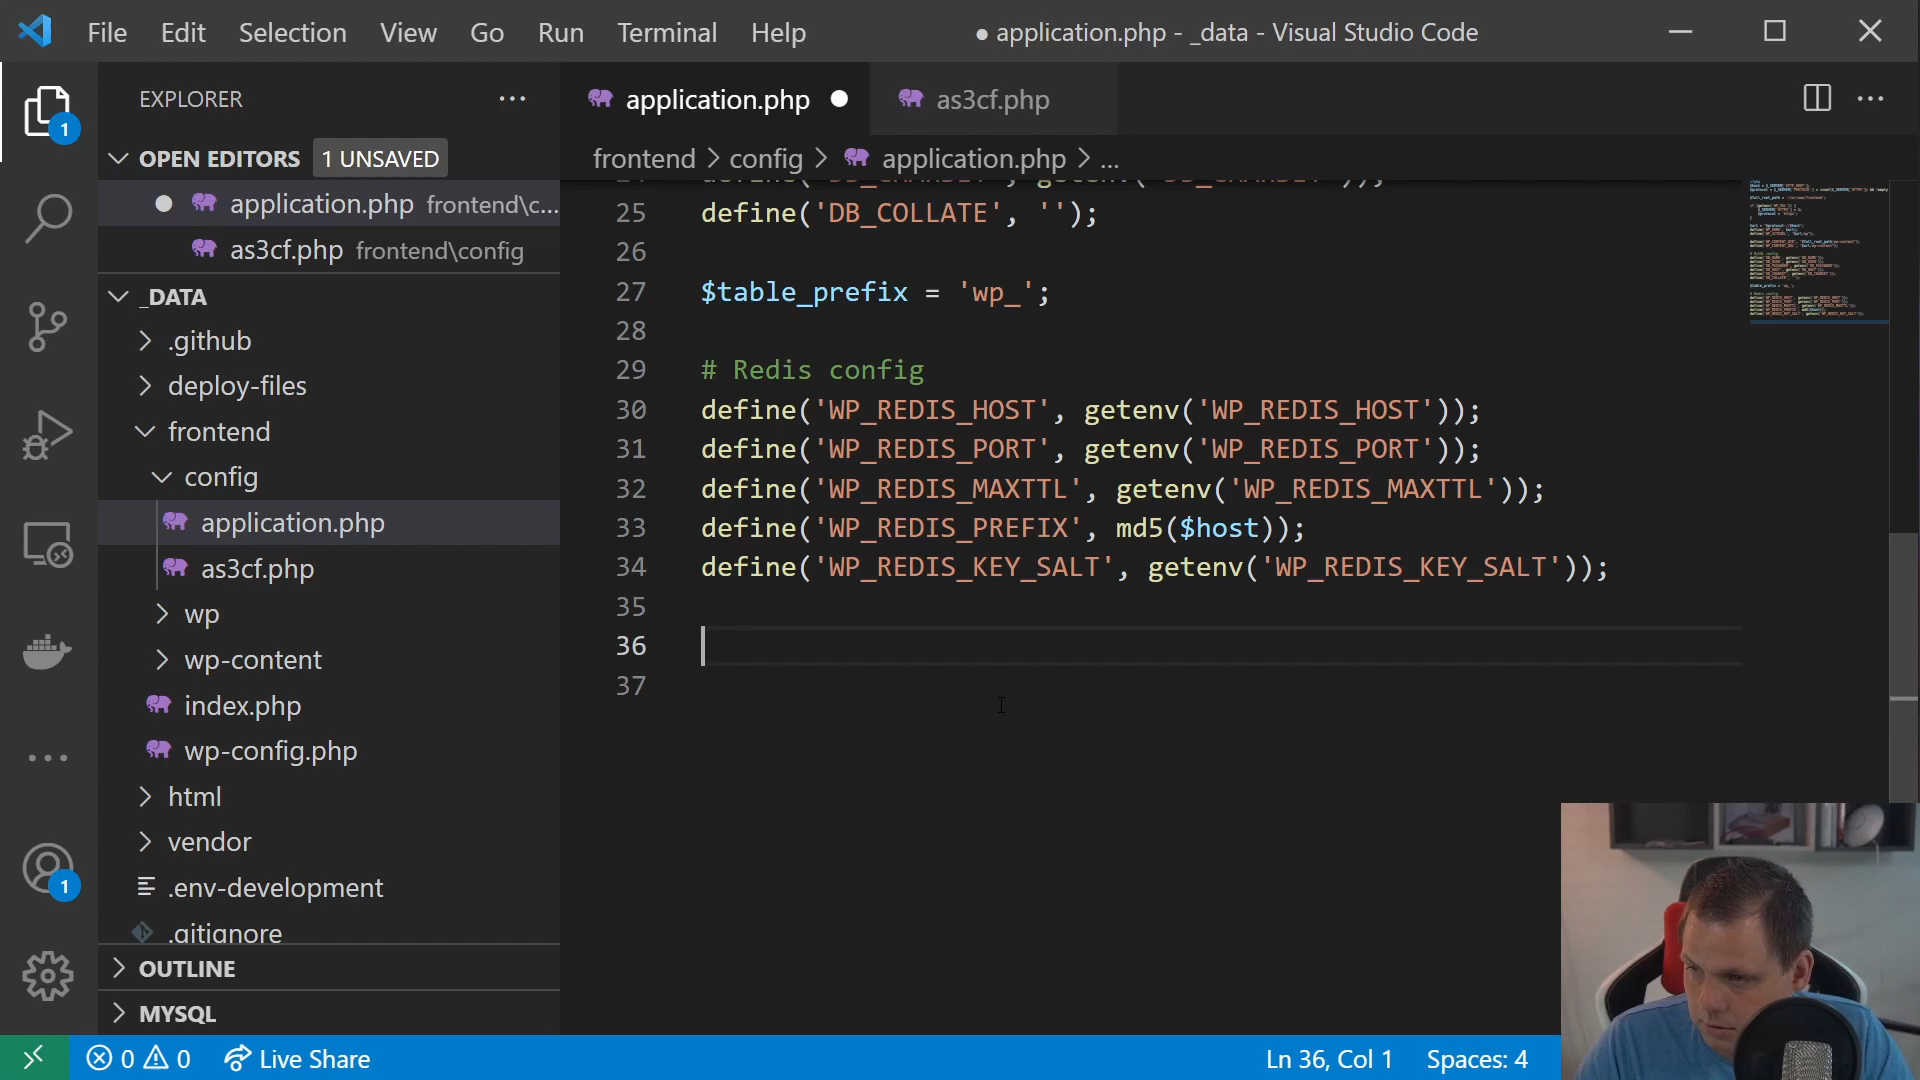 File Edit Selection View Go Run Terminal Help
● application.php - _data - Visual Studio Code
EXPLORER ···
OPEN EDITORS 1 UNSAVED
application.php frontend\c...
as3cf.php frontend\config
_DATA
.github
deploy-files
frontend
config
application.php
as3cf.php
wp
wp-content
index.php
wp-config.php
html
vendor
.env-development
.gitignore
OUTLINE
MYSQL
1
1
application.php ● as3cf.php
frontend > config > application.php > ...
25 define('DB_COLLATE', '');
26
27 $table_prefix = 'wp_';
28
29 # Redis config
30 define('WP_REDIS_HOST', getenv('WP_REDIS_HOST'));
31 define('WP_REDIS_PORT', getenv('WP_REDIS_PORT'));
32 define('WP_REDIS_MAXTTL', getenv('WP_REDIS_MAXTTL'));
33 define('WP_REDIS_PREFIX', md5($host));
34 define('WP_REDIS_KEY_SALT', getenv('WP_REDIS_KEY_SALT'));
35
36
37
0 0 Live Share
Ln 36, Col 1 Spaces: 4